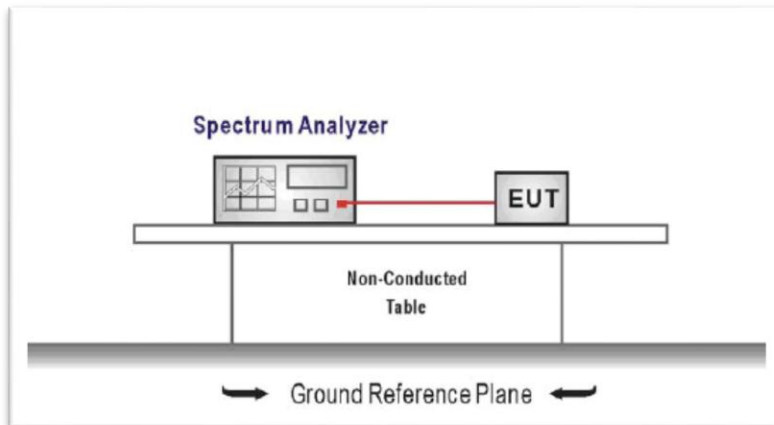 Spectrum Analyzer
EUT
Non-Conducted
Table
Ground Reference Plane